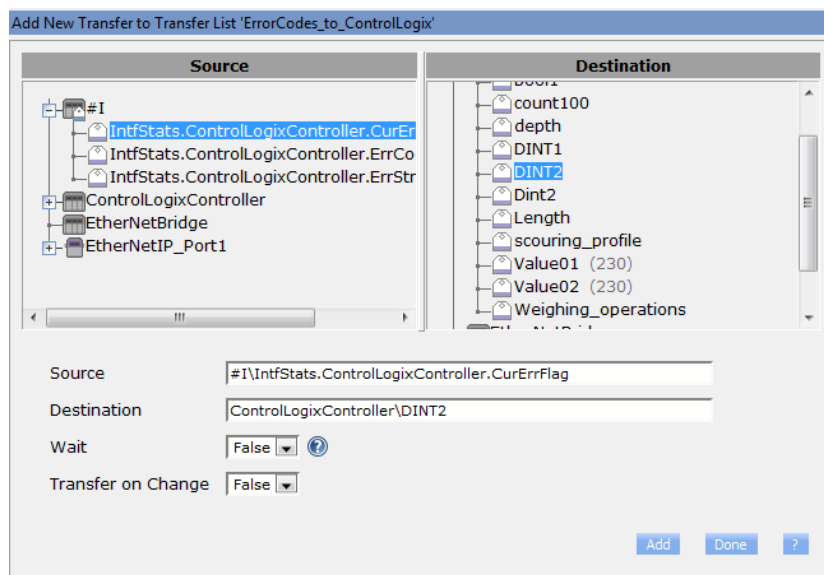 Add New Transfer to Transfer List 'ErrorCodes_to_ControlLogix'
Source
#I
IntfStats.ControlLogixController.CurEr
IntfStats.ControlLogixController.ErrCo
IntfStats.ControlLogixController.ErrStr
ControlLogixController
EtherNetBridge
EtherNetIP_Port1
Destination
count100
depth
DINT1
DINT2
Dint2
Length
scouring_profile
Value01 (230)
Value02 (230)
Weighing_operations
Source #I\IntfStats.ControlLogixController.CurErrFlag
Destination ControlLogixController\DINT2
Wait False ?
Transfer on Change False
Add Done ?